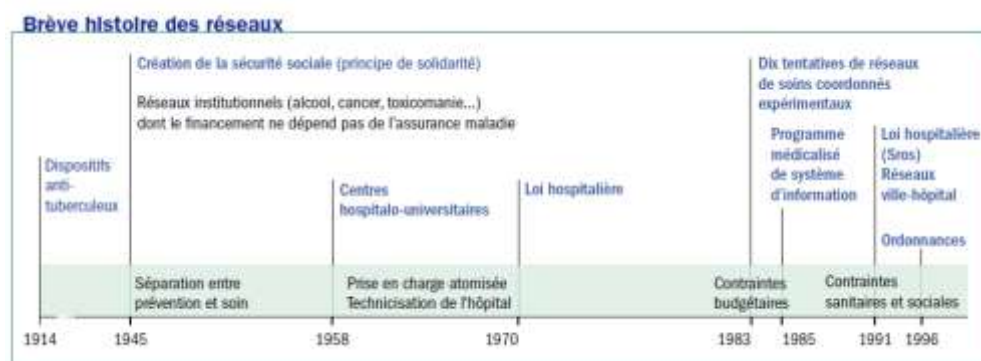 Brève histoire des réseaux
Création de la sécurité sociale (principe de solidarité)
Réseaux institutionnels (alcool, cancer, toxicomanie...)
dont le financement ne dépend pas de l'assurance maladie
Dix tentatives de réseaux
de soins coordonnés
expérimentaux
Dispositifs
anti-
tuberculeux
Centres
hospitalo-universitaires
Loi hospitalière
Programme
médicalisé
de système
d'information
Loi hospitalière
(Sros)
Réseaux
ville-hôpital
Ordonnances
Séparation entre
prévention et soin
Prise en charge atomisée
Technicisation de l'hôpital
Contraintes
budgétaires
Contraintes
sanitaires et sociales
1914 1945 1958 1970 1983 1985 1991 1996